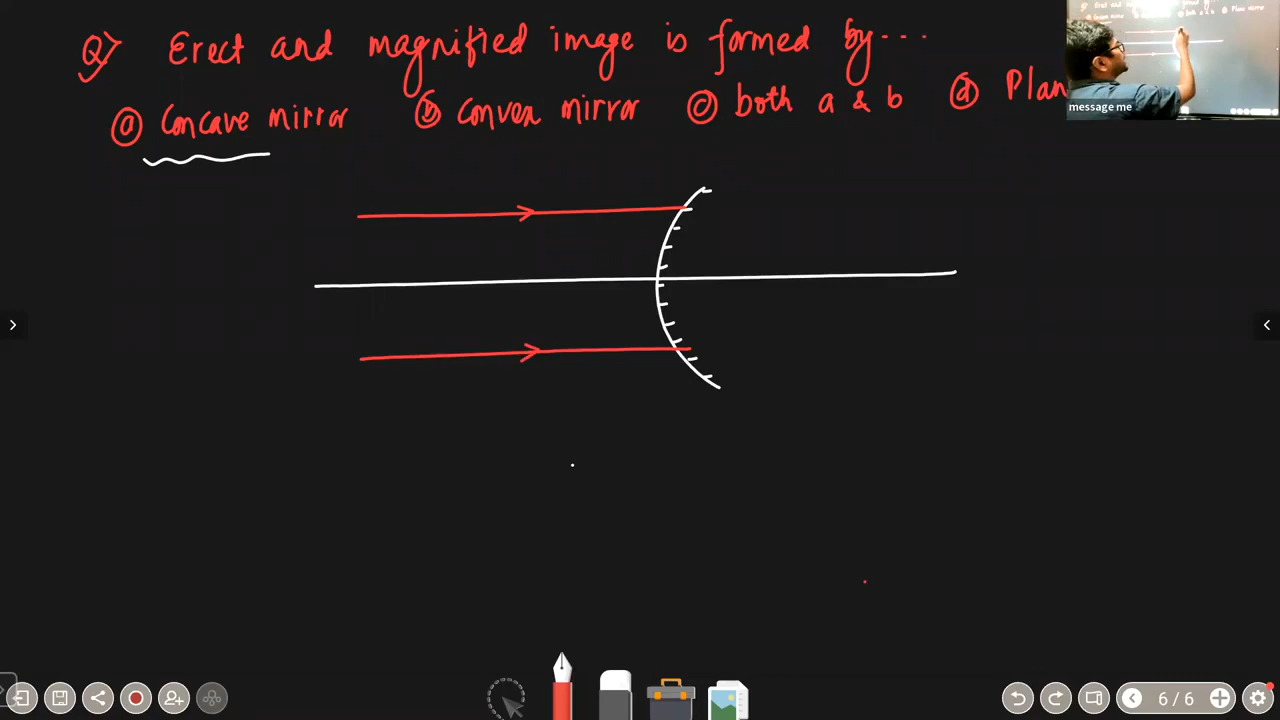 Q> Erect and magnified image is formed by...
ⓐ Concave mirror ⓑ convex mirror ⓒ both a & b ⓓ Plan
message me
6 / 6